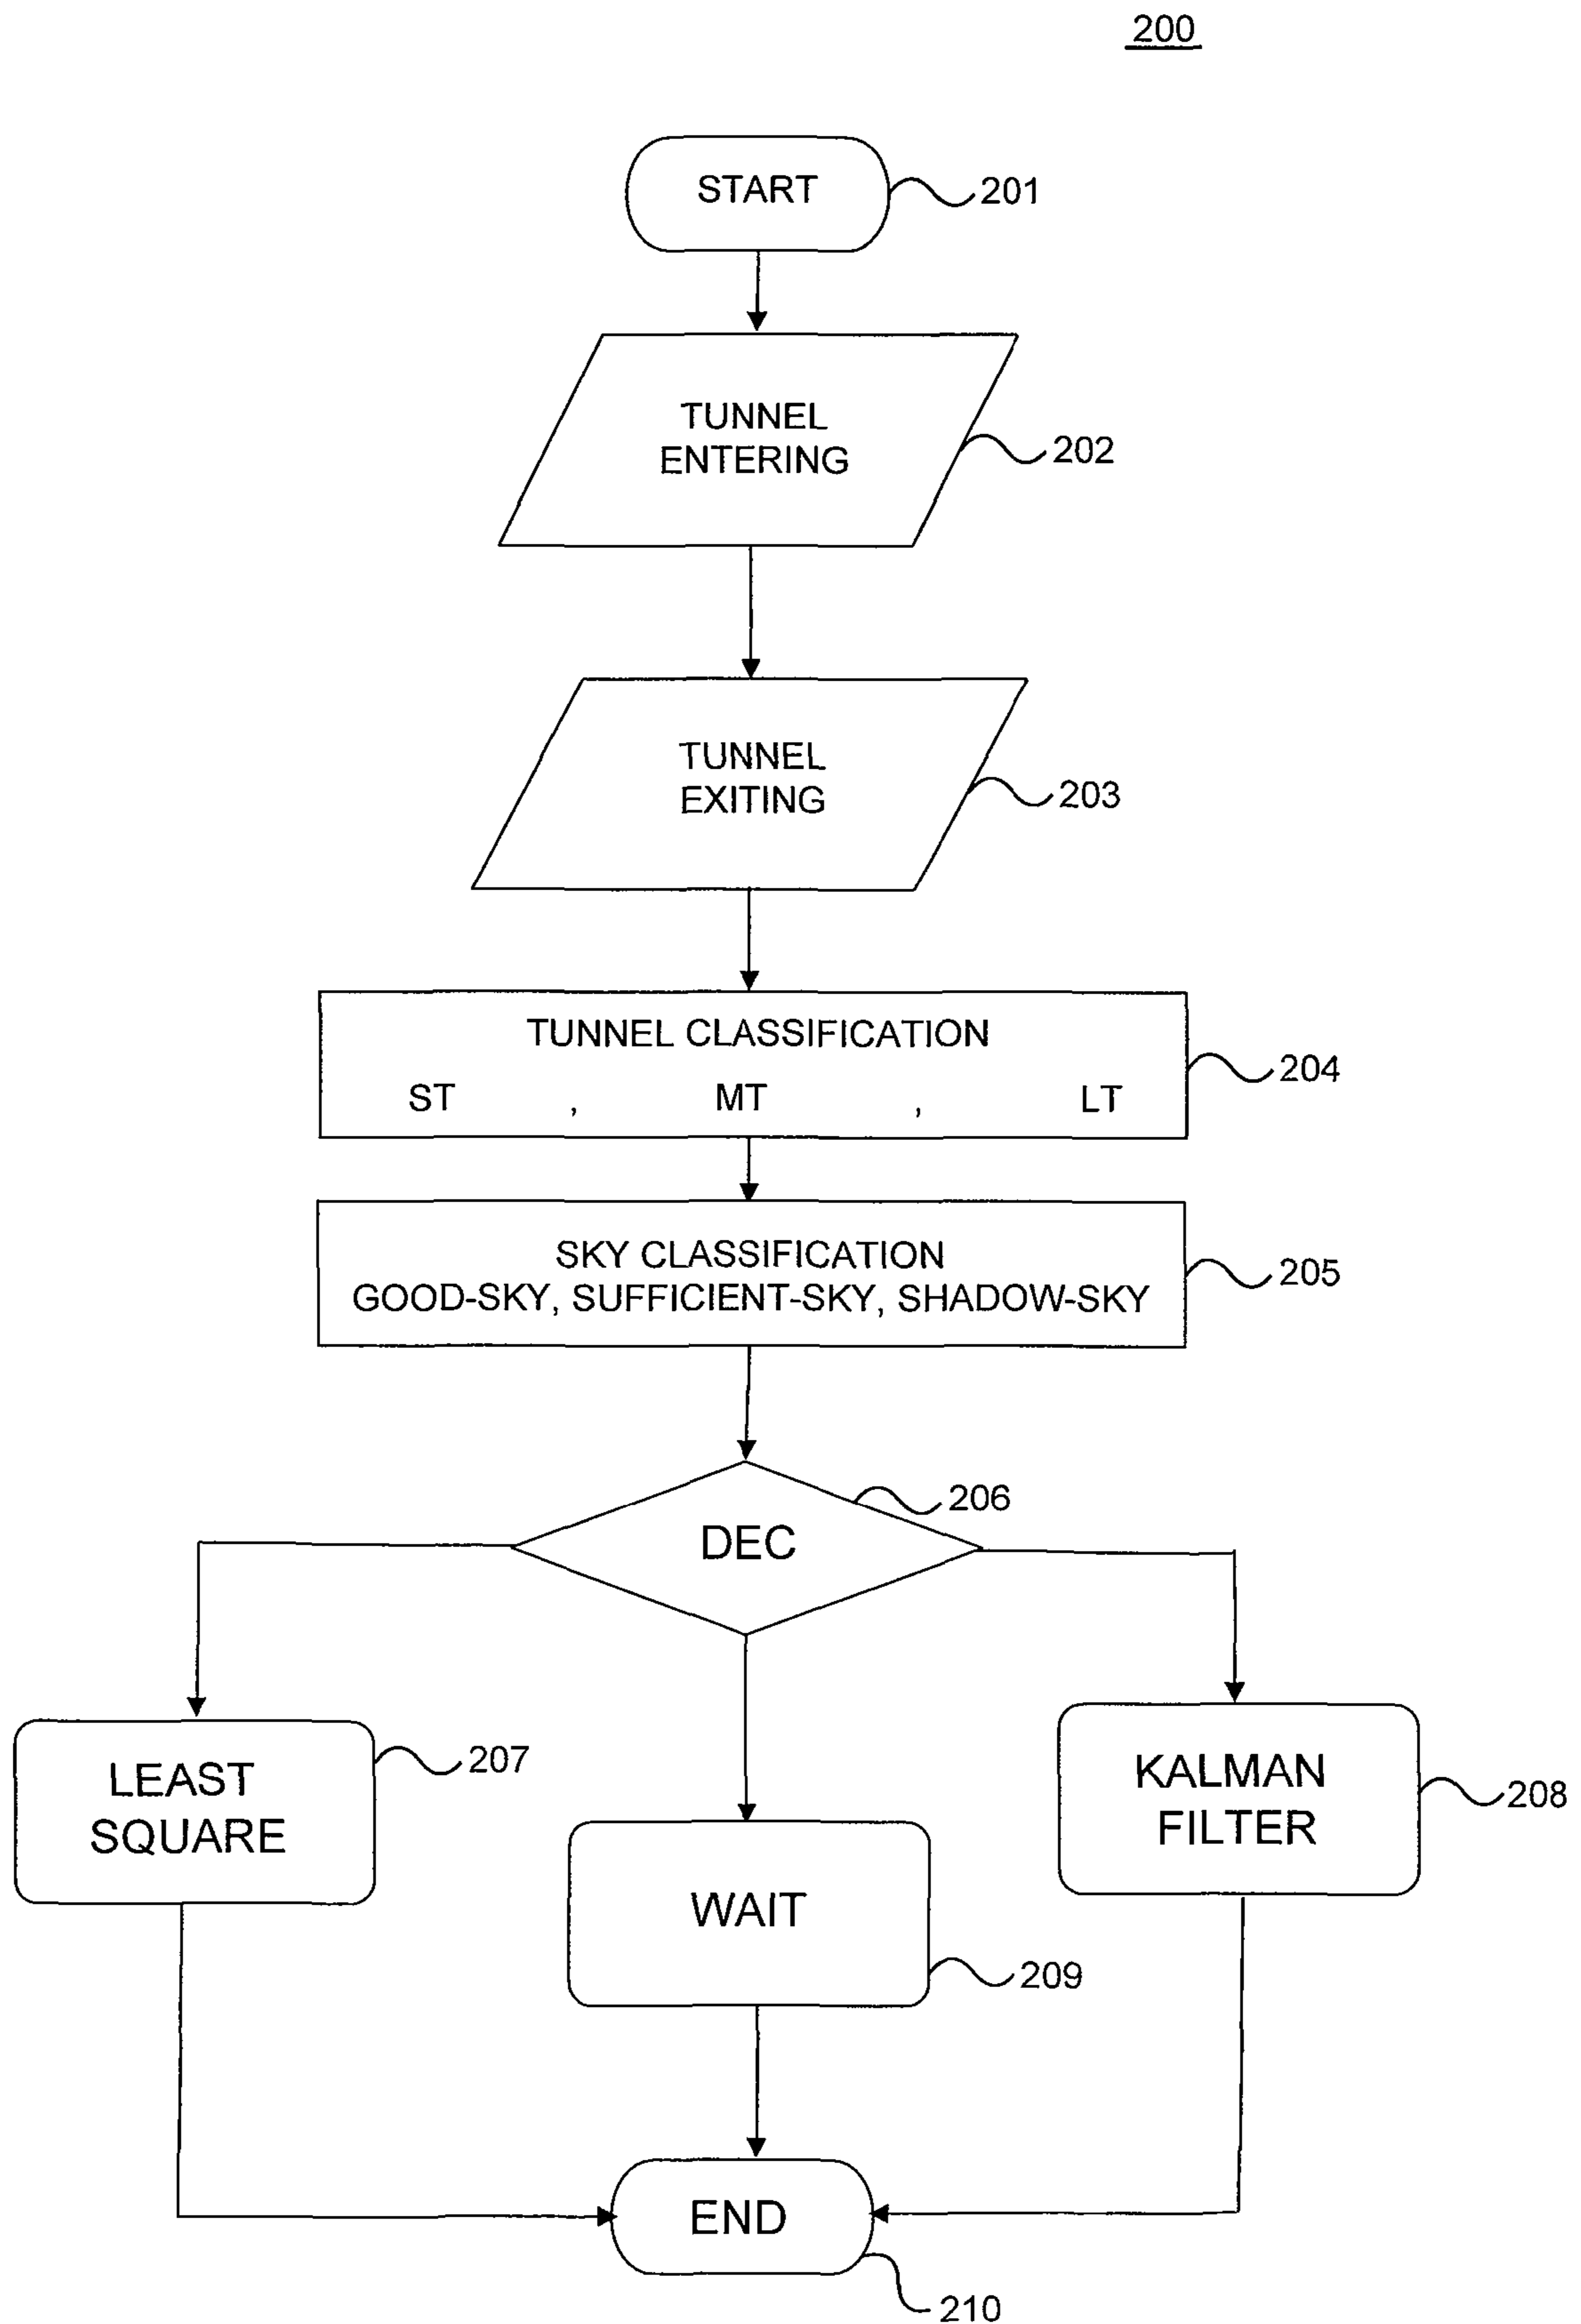 200
START
201
TUNNEL
ENTERING
202
TUNNEL
EXITING
203
TUNNEL CLASSIFICATION
ST , MT , LT
204
SKY CLASSIFICATION
GOOD-SKY, SUFFICIENT-SKY, SHADOW-SKY
205
206
DEC
LEAST
SQUARE
207
KALMAN
FILTER
208
WAIT
209
END
210